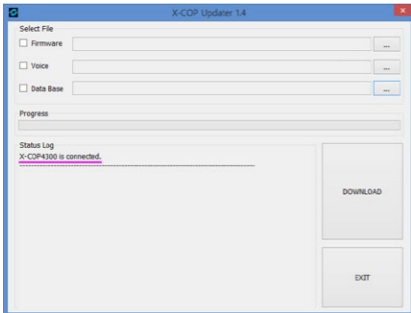 X-COP Updater 1.4
Select File
Firmware
...
Voice
...
Data Base
...
Progress
Status Log
X-COP4300 is connected.
DOWNLOAD
EXIT